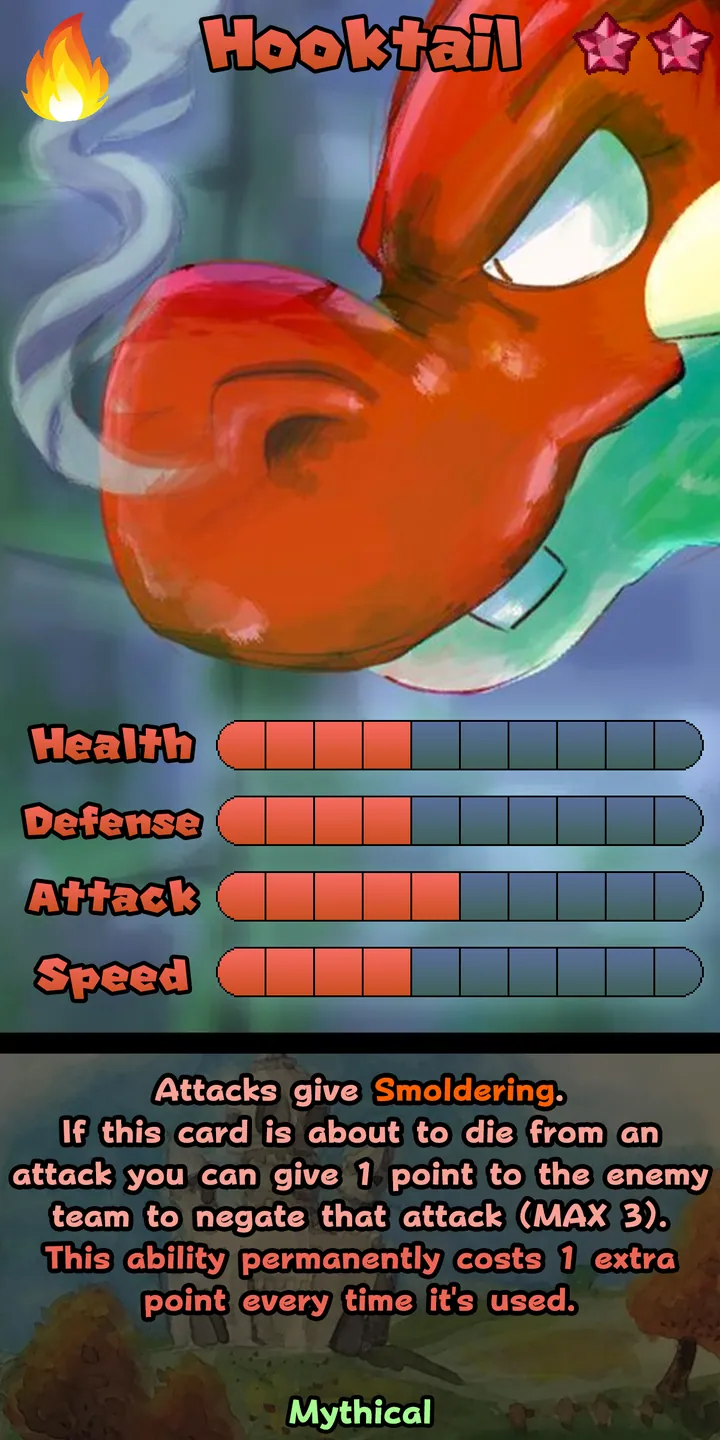 Hooktail
Health
Defense
Attack
Speed
Attacks give Smoldering.
If this card is about to die from an
attack you can give 1 point to the enemy
team to negate that attack (MAX 3).
This ability permanently costs 1 extra
point every time it's used.
Mythical